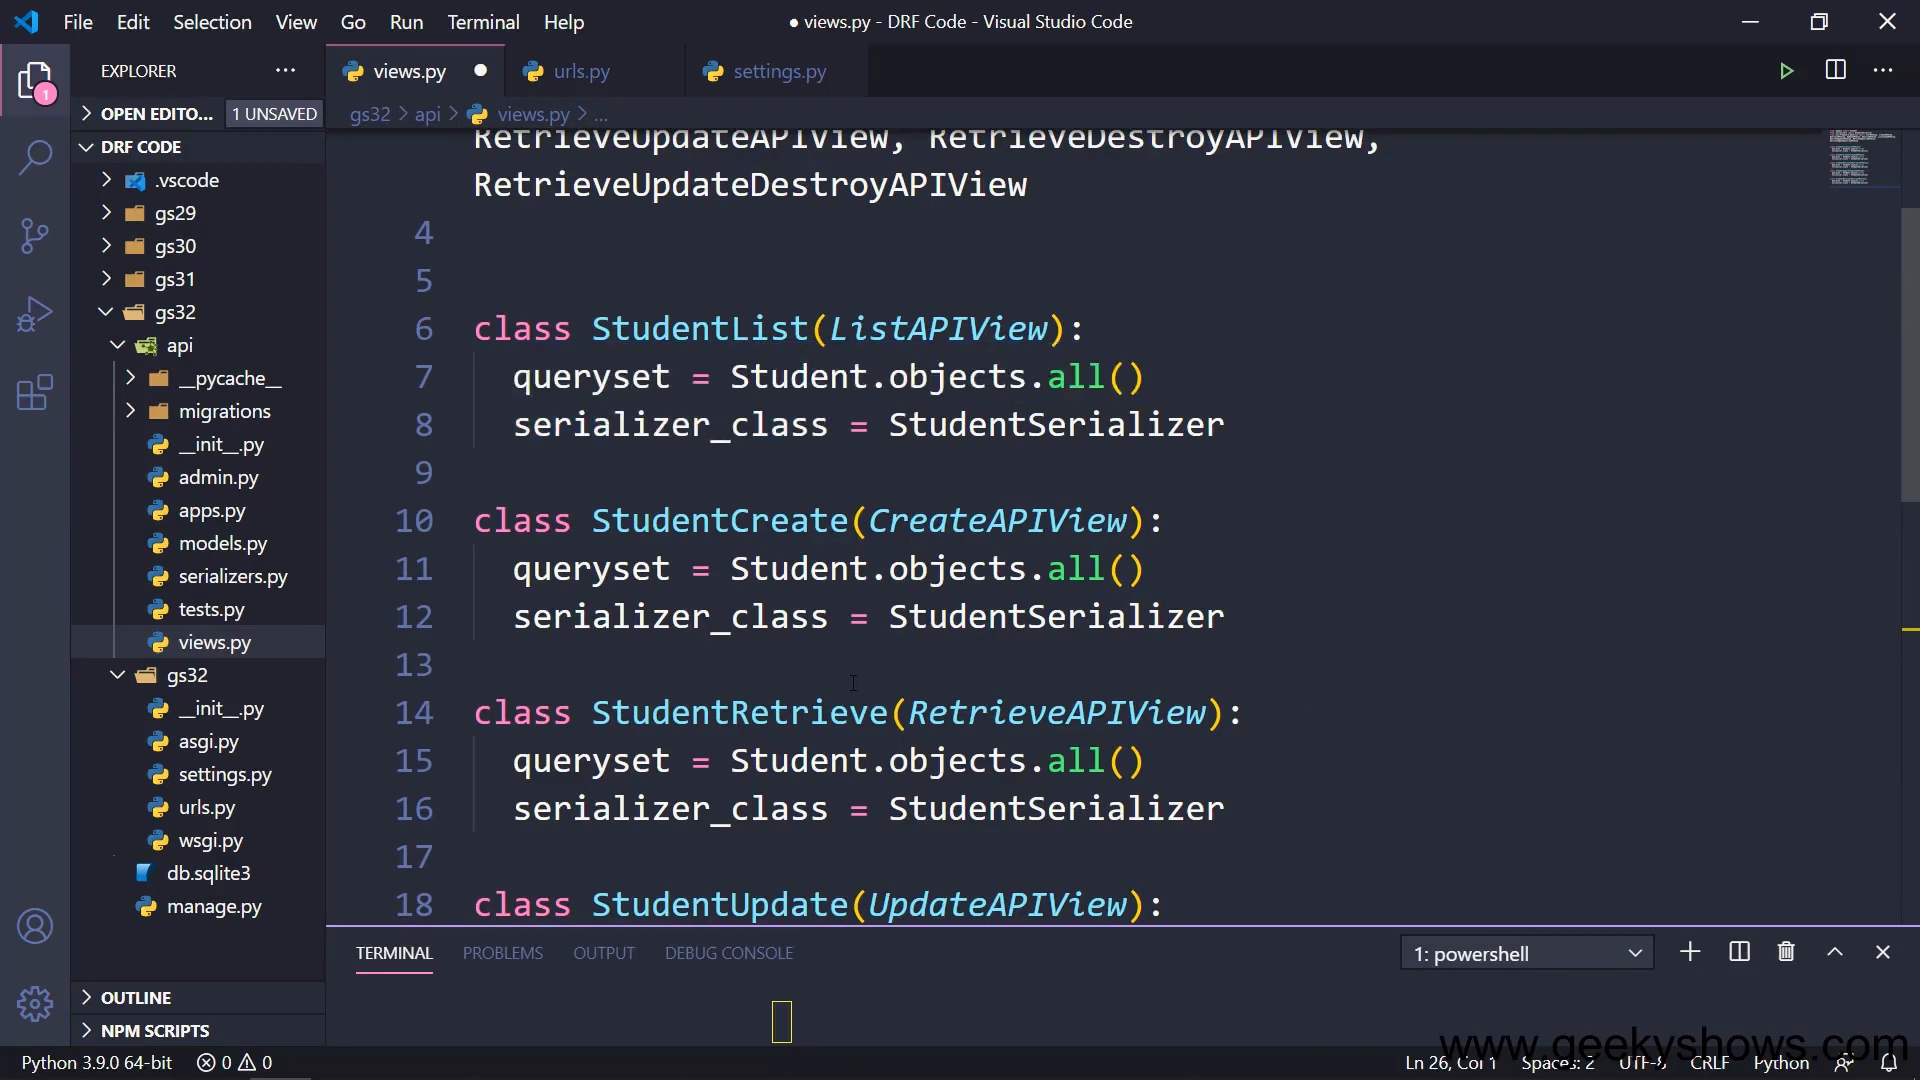 File Edit Selection View Go Run Terminal Help ● views.py - DRF Code - Visual Studio Code
EXPLORER
views.py urls.py settings.py
OPEN EDITO... 1 UNSAVED
gs32 > api > views.py > ...
DRF CODE
.vscode
gs29
gs30
gs31
gs32
api
__pycache__
migrations
__init__.py
admin.py
apps.py
models.py
serializers.py
tests.py
views.py
gs32
__init__.py
asgi.py
settings.py
urls.py
wsgi.py
db.sqlite3
manage.py
OUTLINE
NPM SCRIPTS
1
RetrieveUpdateAPIView, RetrieveDestroyAPIView,
RetrieveUpdateDestroyAPIView
4
5
6 class StudentList(ListAPIView):
7 queryset = Student.objects.all()
8 serializer_class = StudentSerializer
9
10 class StudentCreate(CreateAPIView):
11 queryset = Student.objects.all()
12 serializer_class = StudentSerializer
13
14 class StudentRetrieve(RetrieveAPIView):
15 queryset = Student.objects.all()
16 serializer_class = StudentSerializer
17
18 class StudentUpdate(UpdateAPIView):
TERMINAL PROBLEMS OUTPUT DEBUG CONSOLE 1: powershell
www.geekyshows.com
Python 3.9.0 64-bit 0 0 Ln 26, Col 1 Spaces: 2 UTF-8 CRLF Python